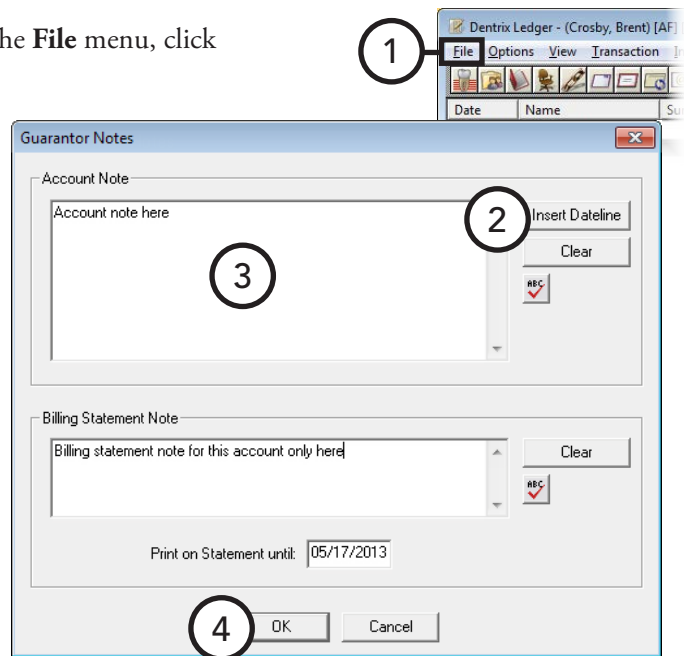 he File menu, click
1
Dentrix Ledger - (Crosby, Brent) [AF]
File Options View Transaction
Date Name
Guarantor Notes
Account Note
Account note here
2
Insert Dateline
Clear
3
ABC
Billing Statement Note
Billing statement note for this account only here
Clear
ABC
Print on Statement until: 05/17/2013
4
OK Cancel